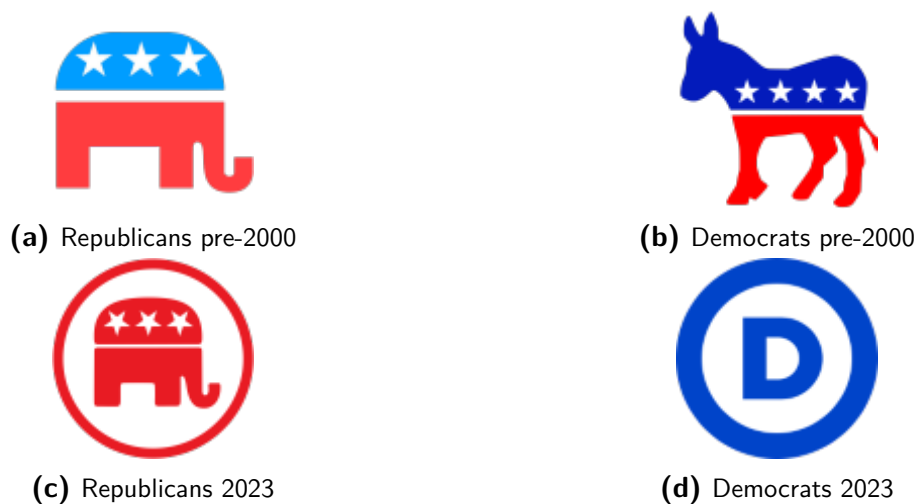 (a) Republicans pre-2000
(b) Democrats pre-2000
D
(c) Republicans 2023
(d) Democrats 2023